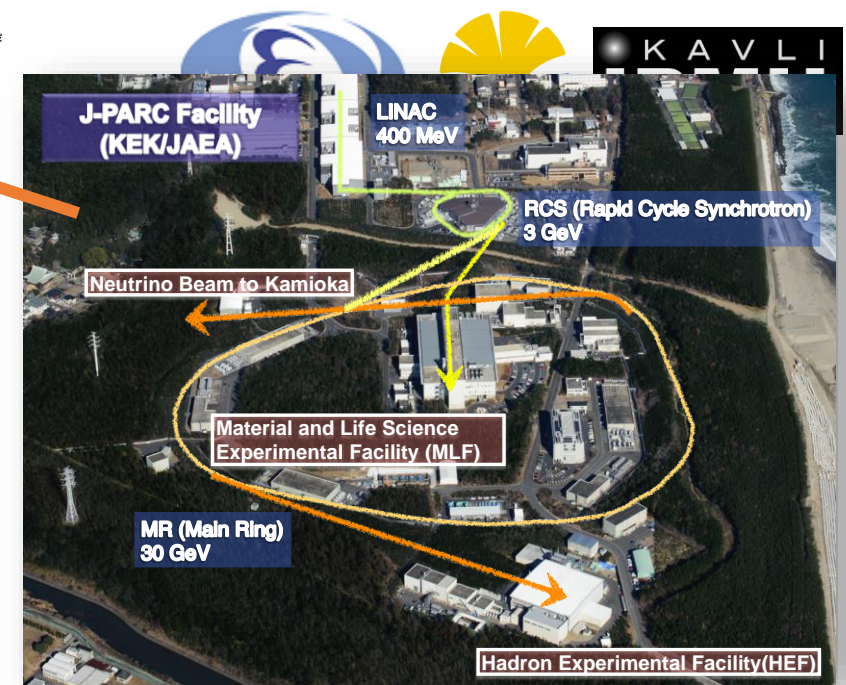 KAVLI
J-PARC Facility
(KEK/JAEA)
LINAC
400 MeV
RCS (Rapid Cycle Synchrotron)
3 GeV
Neutrino Beam to Kamioka
Material and Life Science
Experimental Facility (MLF)
MR (Main Ring)
30 GeV
Hadron Experimental Facility(HEF)